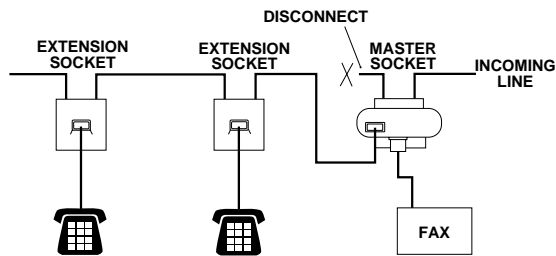 DISCONNECT
EXTENSION
SOCKET
EXTENSION
SOCKET
MASTER
SOCKET
INCOMING
LINE
FAX